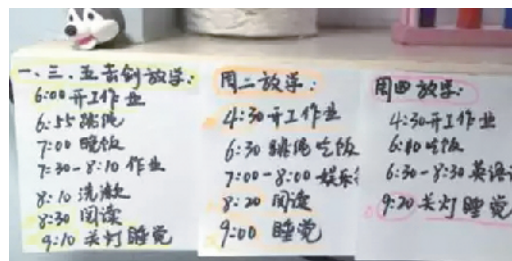 一、三、五击剑放学:
6:00 开工作业
6:55 跳绳
7:00 晚饭
7:30-8:10 作业
8:10 洗漱
8:30 阅读
9:10 关灯睡觉
周二放学:
4:30 开工作业
6:30 跳绳吃饭
7:00-8:00 娱乐
8:20 阅读
9:00 睡觉
周四放学:
4:30 开工作业
6:10 吃饭
6:30-8:30 英语
9:20 关灯睡觉